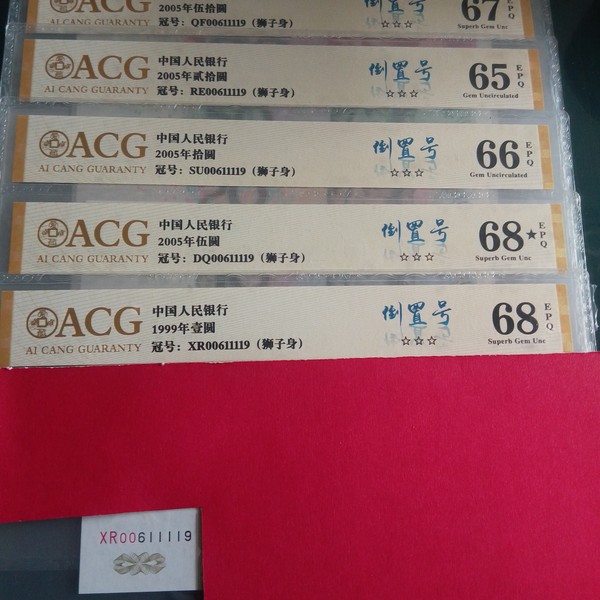 2005年伍拾圆
冠号：QF00611119（狮子身）
AI CANG GUARANTY
倒置号
☆☆☆
67
EPQ
Superb Gem Unc
ACG
AI CANG GUARANTY
中国人民银行
2005年贰拾圆
冠号：RE00611119（狮子身）
倒置号
☆☆☆
65
EPQ
Gem Uncirculated
ACG
AI CANG GUARANTY
中国人民银行
2005年拾圆
冠号：SU00611119（狮子身）
倒置号
☆☆☆
66
EPQ
Gem Uncirculated
ACG
AI CANG GUARANTY
中国人民银行
2005年伍圆
冠号：DQ00611119（狮子身）
倒置号
☆☆☆
68★
EPQ
Superb Gem Unc
ACG
AI CANG GUARANTY
中国人民银行
1999年壹圆
冠号：XR00611119（狮子身）
倒置号
☆☆☆
68
EPQ
Superb Gem Unc
XR00611119